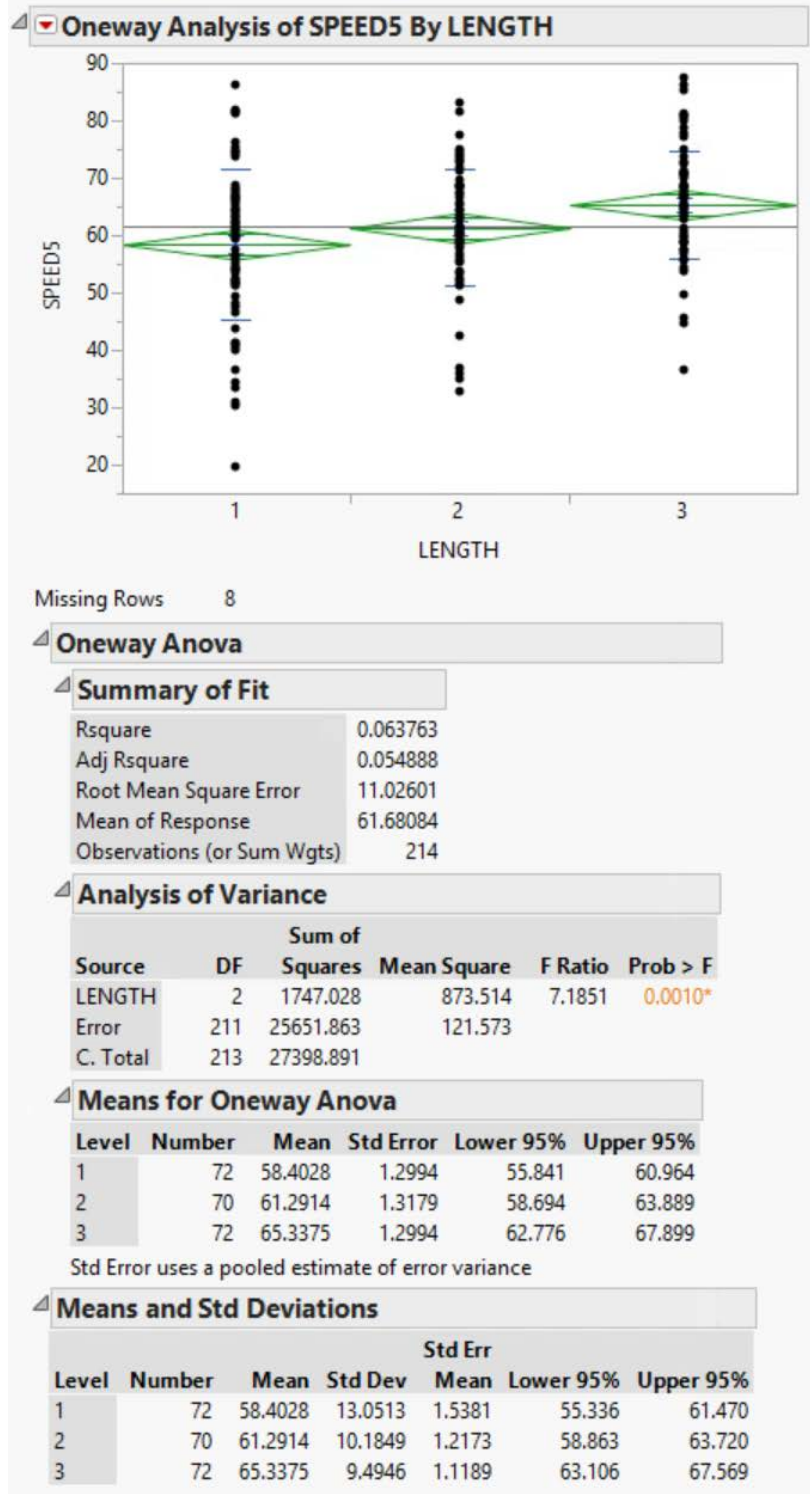 Oneway Analysis of SPEED5 By LENGTH
90
80
70
60
50
40
30
20
SPEED5
1 2 3
LENGTH
Missing Rows 8
Oneway Anova
Summary of Fit
Rsquare 0.063763
Adj Rsquare 0.054888
Root Mean Square Error 11.02601
Mean of Response 61.68084
Observations (or Sum Wgts) 214
Analysis of Variance
Sum of
Source DF Squares Mean Square F Ratio Prob > F
LENGTH 2 1747.028 873.514 7.1851 0.0010*
Error 211 25651.863 121.573
C. Total 213 27398.891
Means for Oneway Anova
Level Number Mean Std Error Lower 95% Upper 95%
1 72 58.4028 1.2994 55.841 60.964
2 70 61.2914 1.3179 58.694 63.889
3 72 65.3375 1.2994 62.776 67.899
Std Error uses a pooled estimate of error variance
Means and Std Deviations
Std Err
Level Number Mean Std Dev Mean Lower 95% Upper 95%
1 72 58.4028 13.0513 1.5381 55.336 61.470
2 70 61.2914 10.1849 1.2173 58.863 63.720
3 72 65.3375 9.4946 1.1189 63.106 67.569